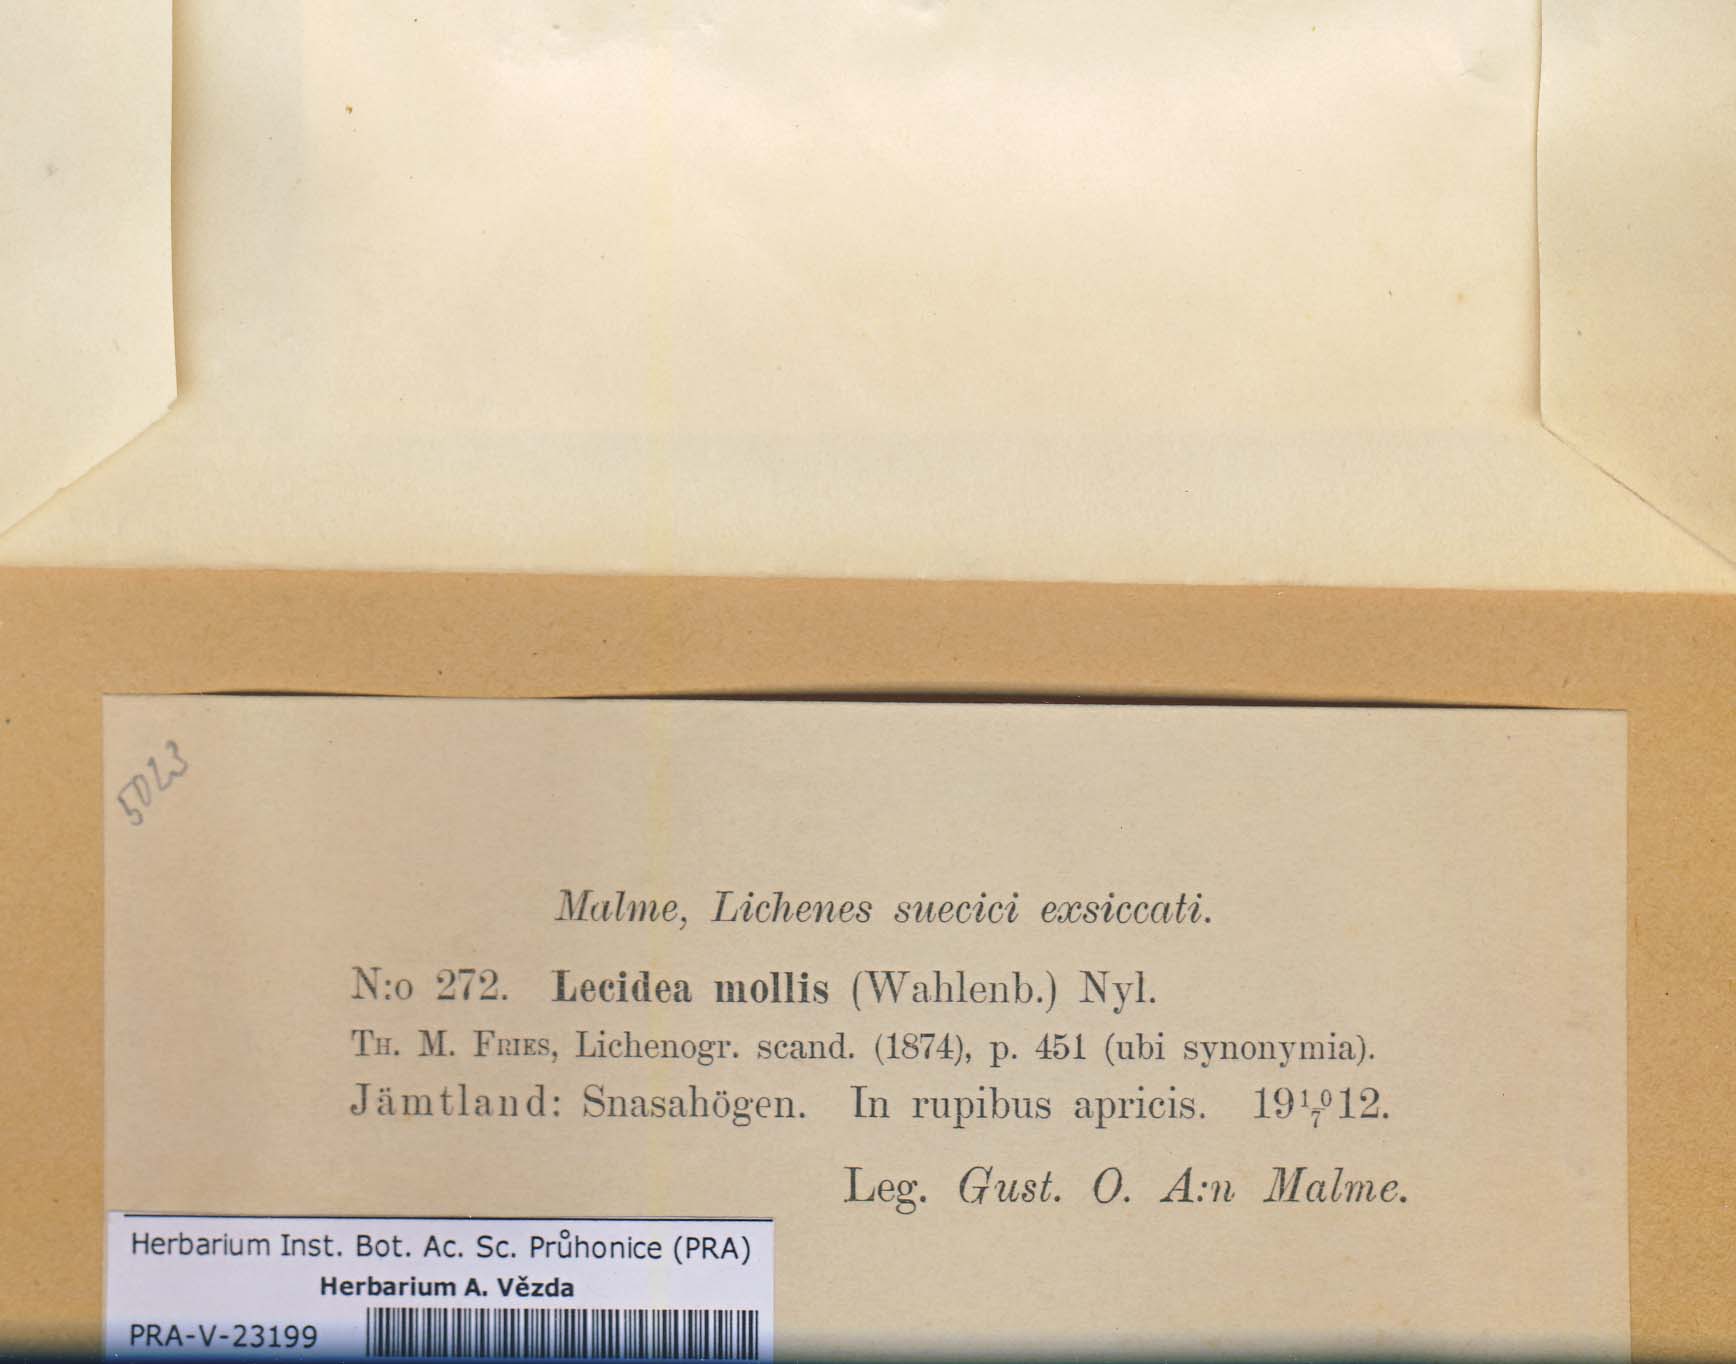 5023
Malme, Lichenes suecici exsiccati.
N:o 272. Lecidea mollis (Wahlenb.) Nyl.
Th. M. Fries, Lichenogr. scand. (1874), p. 451 (ubi synonymia).
Jämtland: Snasahögen. In rupibus apricis. 19 10/7 12.
Leg. Gust. O. A:n Malme.
Herbarium Inst. Bot. Ac. Sc. Průhonice (PRA)
Herbarium A. Vězda
PRA-V-23199